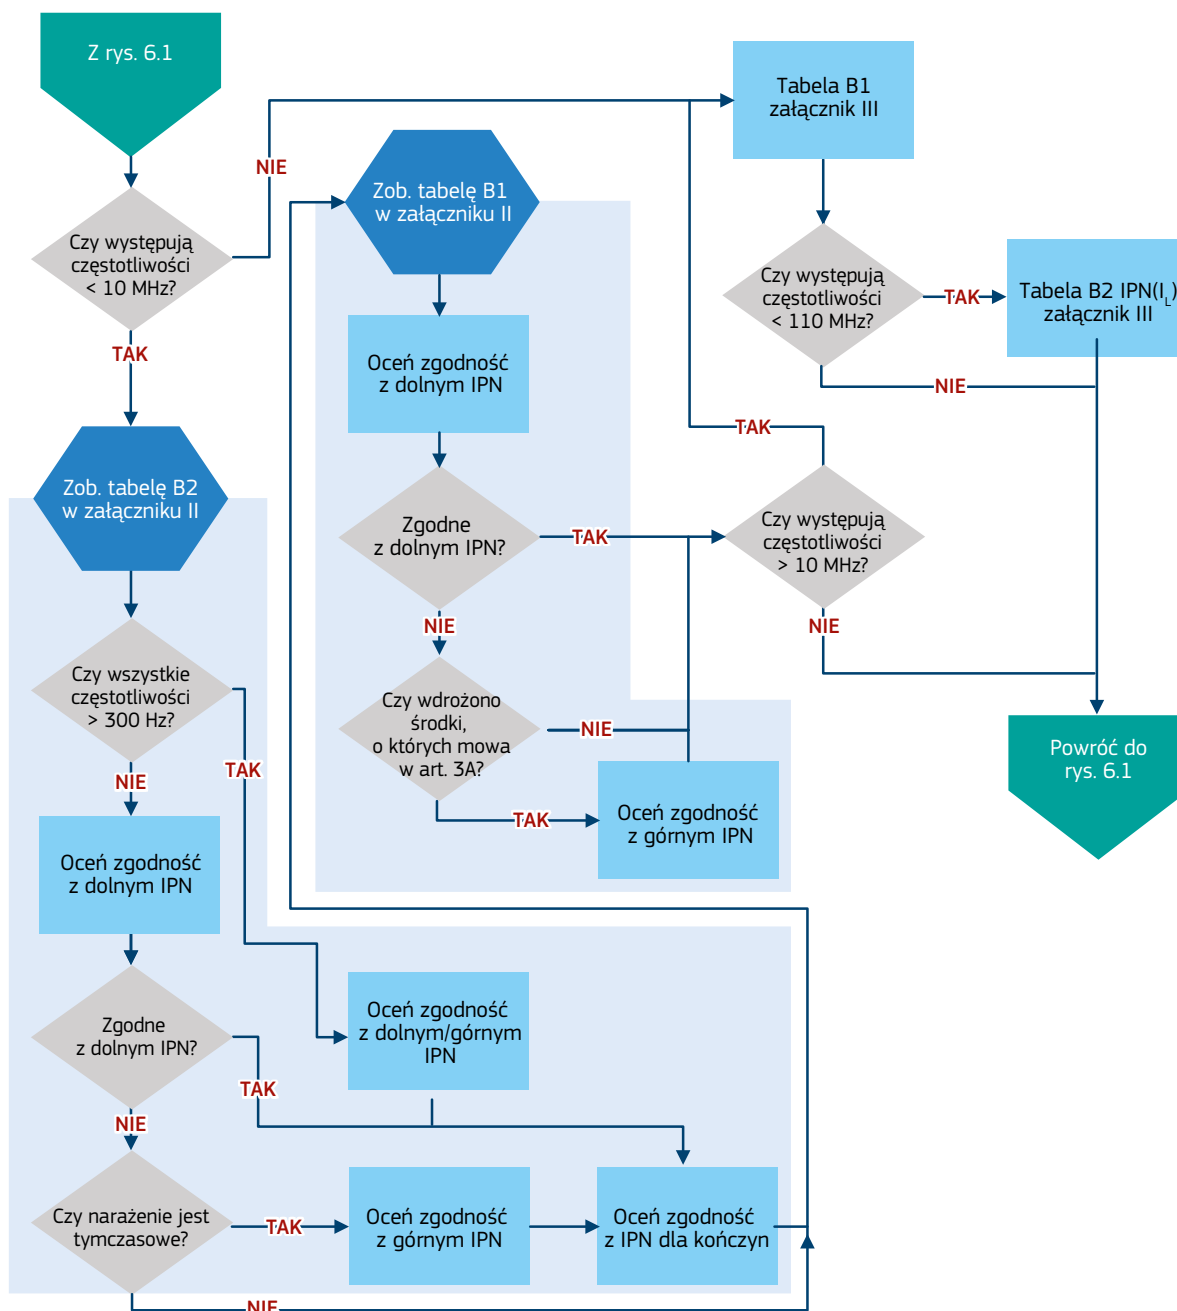 Z rys. 6.1
Czy występują
częstotliwości
< 10 MHz?
NIE
TAK
Zob. tabelę B2
w załączniku II
Czy wszystkie
częstotliwości
> 300 Hz?
TAK
NIE
Oceń zgodność
z dolnym IPN
Zgodne
z dolnym IPN?
TAK
NIE
Czy narażenie jest
tymczasowe?
TAK
NIE
Oceń zgodność
z dolnym/górnym
IPN
Oceń zgodność
z górnym IPN
Oceń zgodność
z IPN dla kończyn
Zob. tabelę B1
w załączniku II
Oceń zgodność
z dolnym IPN
Zgodne
z dolnym IPN?
TAK
NIE
Czy wdrożono
środki,
o których mowa
w art. 3A?
NIE
TAK
Oceń zgodność
z górnym IPN
Tabela B1
załącznik III
Czy występują
częstotliwości
< 110 MHz?
TAK
NIE
Tabela B2 IPN(I_L)
załącznik III
TAK
Czy występują
częstotliwości
> 10 MHz?
NIE
Powróć do
rys. 6.1